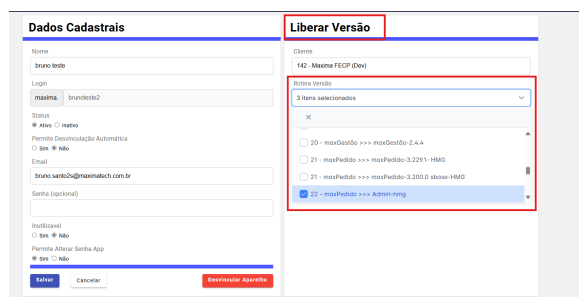 Dados Cadastrais
Nome
bruno teste
Login
maxima. brunoteste2
Status
Ativo Inativo
Permite Desvinculação Automática
Sim Não
Email
bruno santo2s@maximatech.com.br
Senha (opcional)
Inutilizavel
Sim Não
Permite Alterar Senha App
Sim Não
Salvar Cancelar Desvincular Aparelho
Liberar Versão
Cliente
142 - Maxima FECP (Dev)
Rotina Versão
3 itens selecionados
20 - maxGestão >>> maxGestão-2.4.4
21 - maxPedido >>> maxPedido-3.229.1- HMG
21 - maxPedido >>> maxPedido-3.200.0 sbase-HMG
22 - maxPedido >>> Admin-hmg